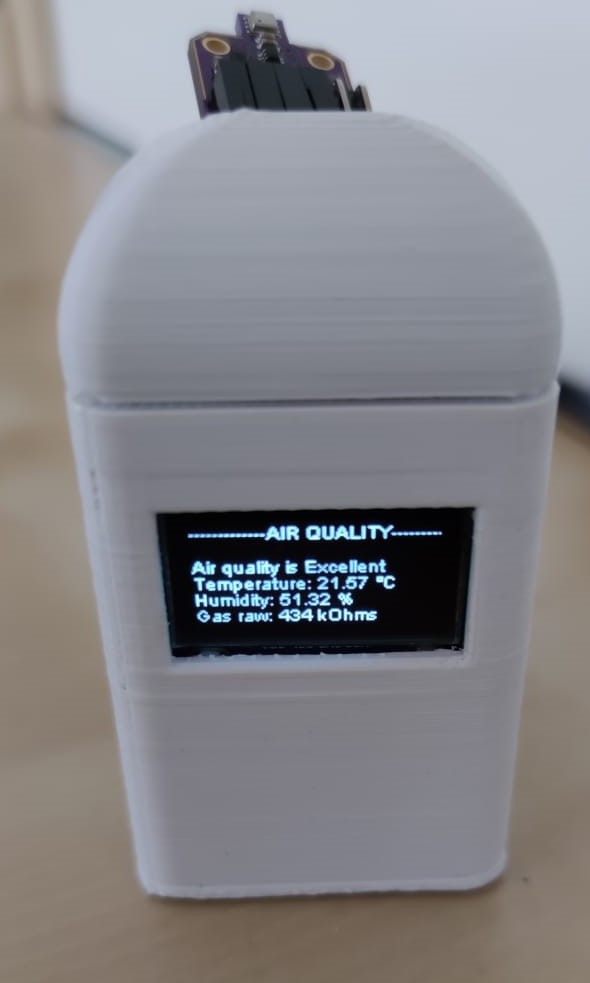 -------------AIR QUALITY---------
Air quality is Excellent
Temperature: 21.57 °C
Humidity: 51.32 %
Gas raw: 434 kOhms